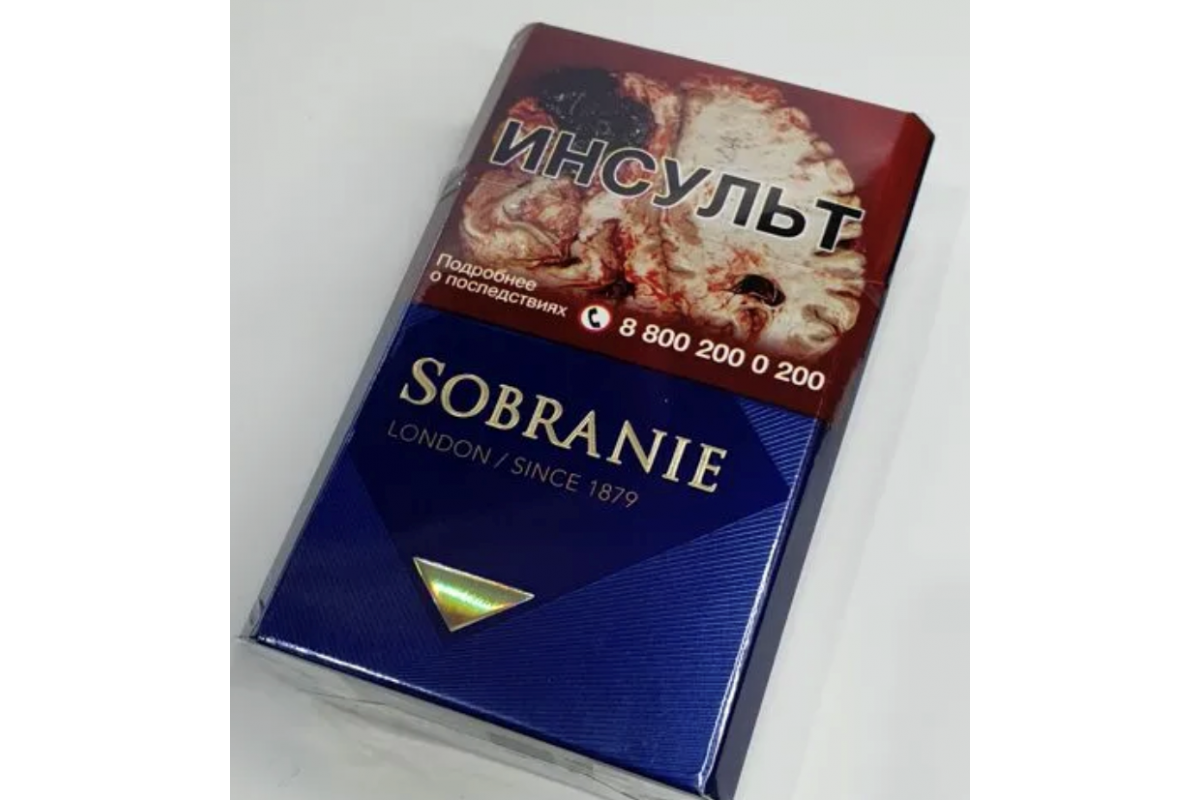 ИНСУЛЬТ
Подробнее
о последствиях 8 800 200 0 200
SOBRANIE
LONDON / SINCE 1879